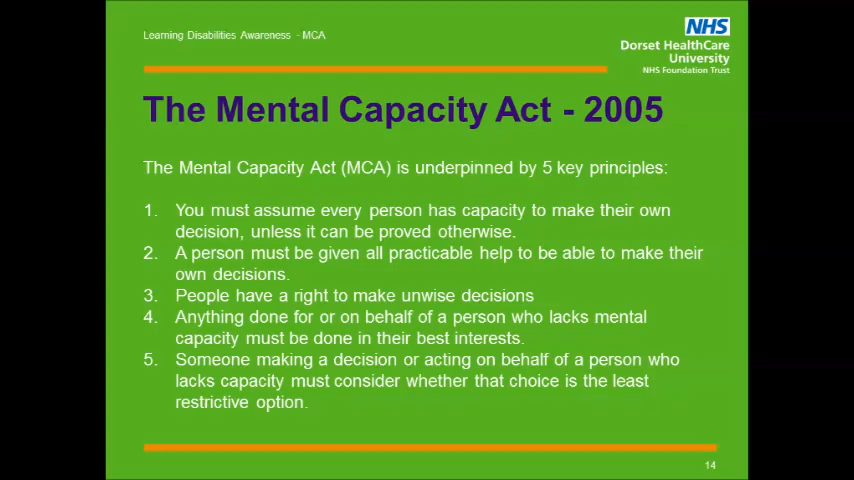 Learning Disabilities Awareness - MCA
NHS
Dorset HealthCare
University
NHS Foundation Trust
The Mental Capacity Act - 2005
The Mental Capacity Act (MCA) is underpinned by 5 key principles:
1. You must assume every person has capacity to make their own
decision, unless it can be proved otherwise.
2. A person must be given all practicable help to be able to make their
own decisions.
3. People have a right to make unwise decisions
4. Anything done for or on behalf of a person who lacks mental
capacity must be done in their best interests.
5. Someone making a decision or acting on behalf of a person who
lacks capacity must consider whether that choice is the least
restrictive option.
14